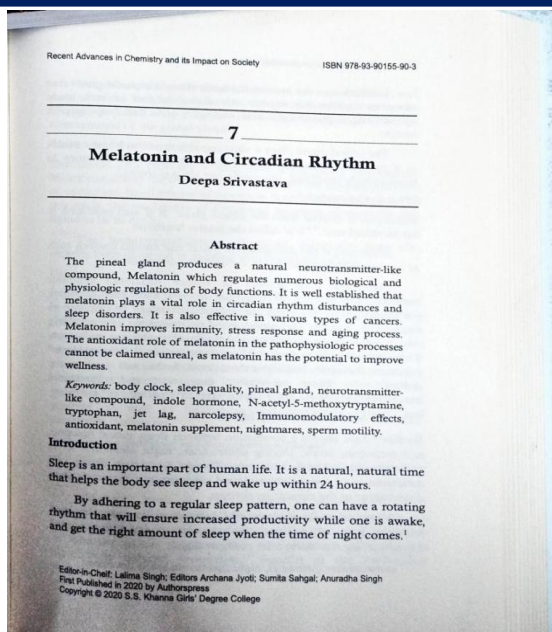 Recent Advances in Chemistry and its Impact on Society ISBN 978-93-90155-90-3
7
Melatonin and Circadian Rhythm
Deepa Srivastava
Abstract
The pineal gland produces a natural neurotransmitter-like
compound, Melatonin which regulates numerous biological and
physiologic regulations of body functions. It is well established that
melatonin plays a vital role in circadian rhythm disturbances and
sleep disorders. It is also effective in various types of cancers.
Melatonin improves immunity, stress response and aging process.
The antioxidant role of melatonin in the pathophysiologic processes
cannot be claimed unreal, as melatonin has the potential to improve
wellness.
Keywords: body clock, sleep quality, pineal gland, neurotransmitter-
like compound, indole hormone, N-acetyl-5-methoxytryptamine,
tryptophan, jet lag, narcolepsy, Immunomodulatory effects,
antioxidant, melatonin supplement, nightmares, sperm motility.
Introduction
Sleep is an important part of human life. It is a natural, natural time
that helps the body see sleep and wake up within 24 hours.
By adhering to a regular sleep pattern, one can have a rotating
rhythm that will ensure increased productivity while one is awake,
and get the right amount of sleep when the time of night comes.¹
Editor-in-Cheif: Lalima Singh; Editors Archana Jyoti; Sumita Sahgal; Anuradha Singh
First Published in 2020 by Authorspress
Copyright © 2020 S.S. Khanna Girls' Degree College